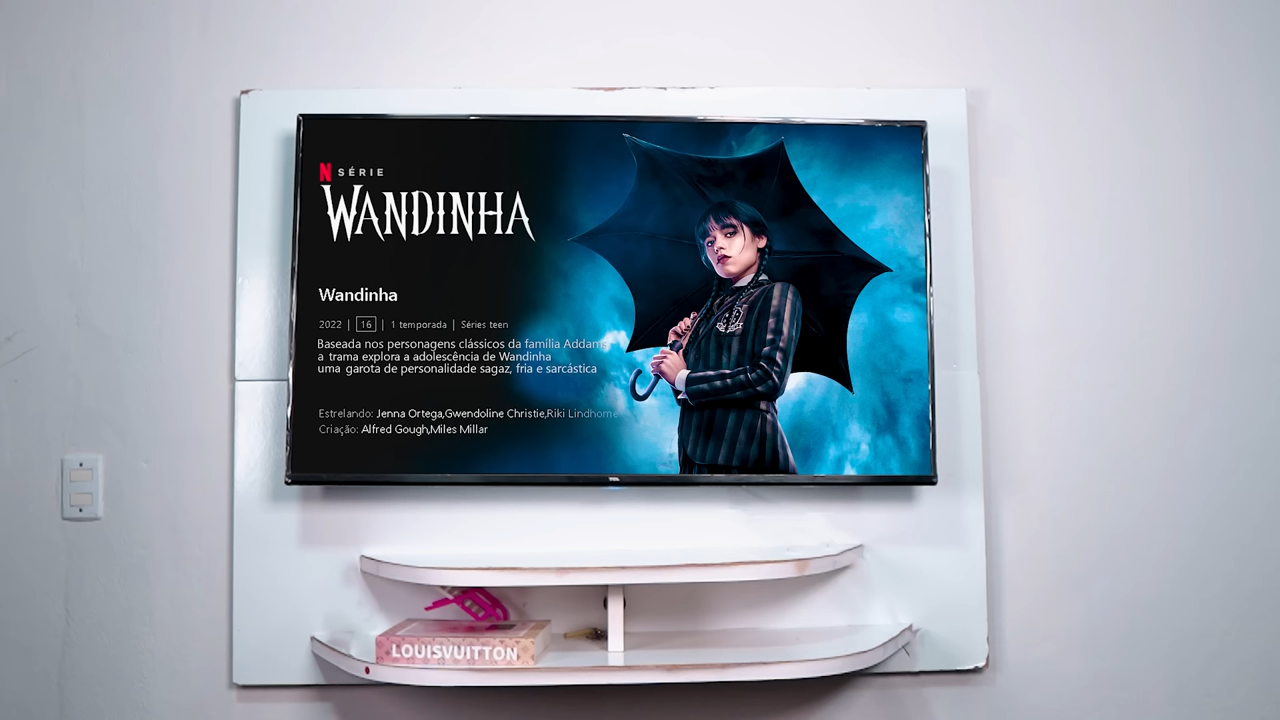 N SÉRIE
WANDINHA
Wandinha
2022 | 16 | 1 temporada | Séries teen
Baseada nos personagens clássicos da família Addams
a trama explora a adolescência de Wandinha
uma garota de personalidade sagaz, fria e sarcástica
Estrelando: Jenna Ortega,Gwendoline Christie,Riki Lindhome
Criação: Alfred Gough,Miles Millar
TCL
LOUISVUITTON